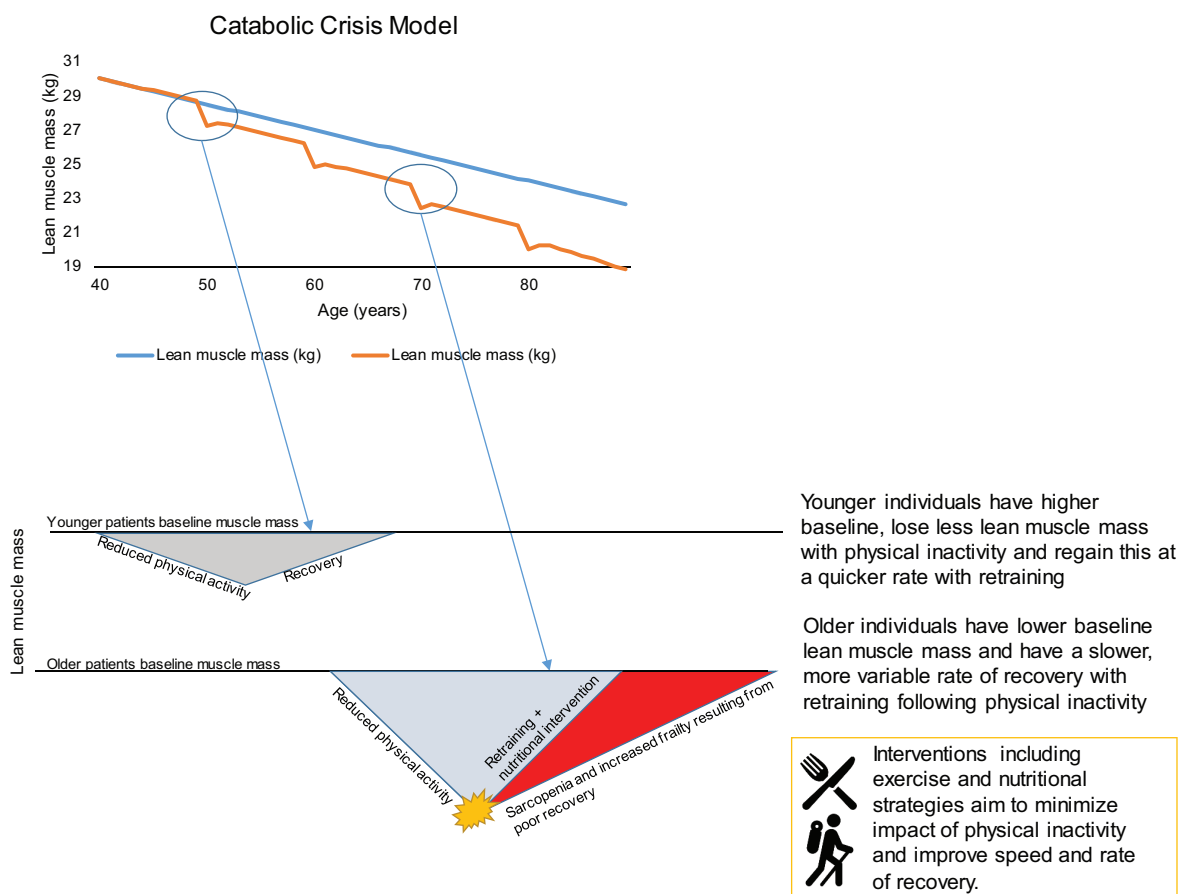 Catabolic Crisis Model
Lean muscle mass (kg)
31
29
27
25
23
21
19
40
50
60
70
80
Age (years)
Lean muscle mass (kg)
Lean muscle mass (kg)
Lean muscle mass
Younger patients baseline muscle mass
Reduced physical activity
Recovery
Older patients baseline muscle mass
Reduced physical activity
Retraining +
nutritional intervention
Sarcopenia and increased frailty resulting from
poor recovery
Younger individuals have higher
baseline, lose less lean muscle mass
with physical inactivity and regain this at
a quicker rate with retraining
Older individuals have lower baseline
lean muscle mass and have a slower,
more variable rate of recovery with
retraining following physical inactivity
Interventions including
exercise and nutritional
strategies aim to minimize
impact of physical inactivity
and improve speed and rate
of recovery.